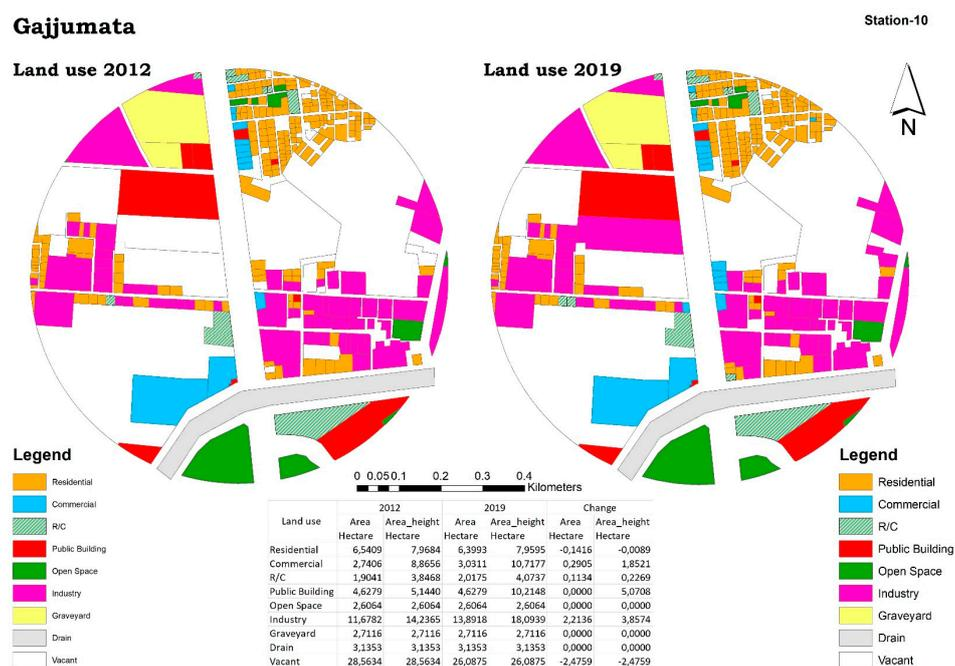 Gajjumata
Station-10
Land use 2012
Land use 2019
N
Legend
Residential
Commercial
R/C
Public Building
Open Space
Industry
Graveyard
Drain
Vacant
0 0.05 0.1 0.2 0.3 0.4
Kilometers
Land use 2012 2019 Change
Area Area_height Area Area_height Area Area_height
Hectare Hectare Hectare Hectare Hectare Hectare
Residential 6,5409 7,9684 6,3993 7,9595 -0,1416 -0,0089
Commercial 2,7406 8,8656 3,0311 10,7177 0,2905 1,8521
R/C 1,9041 3,8468 2,0175 4,0737 0,1134 0,2269
Public Building 4,6279 5,1440 4,6279 10,2148 0,0000 5,0708
Open Space 2,6064 2,6064 2,6064 2,6064 0,0000 0,0000
Industry 11,6782 14,2365 13,8918 18,0939 2,2136 3,8574
Graveyard 2,7116 2,7116 2,7116 2,7116 0,0000 0,0000
Drain 3,1353 3,1353 3,1353 3,1353 0,0000 0,0000
Vacant 28,5634 28,5634 26,0875 26,0875 -2,4759 -2,4759
Legend
Residential
Commercial
R/C
Public Building
Open Space
Industry
Graveyard
Drain
Vacant